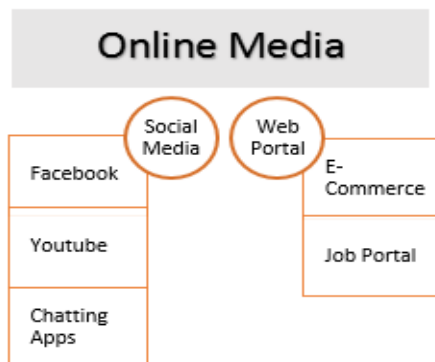 Online Media
Social
Media
Facebook
Youtube
Chatting
Apps
Web
Portal
E-
Commerce
Job Portal